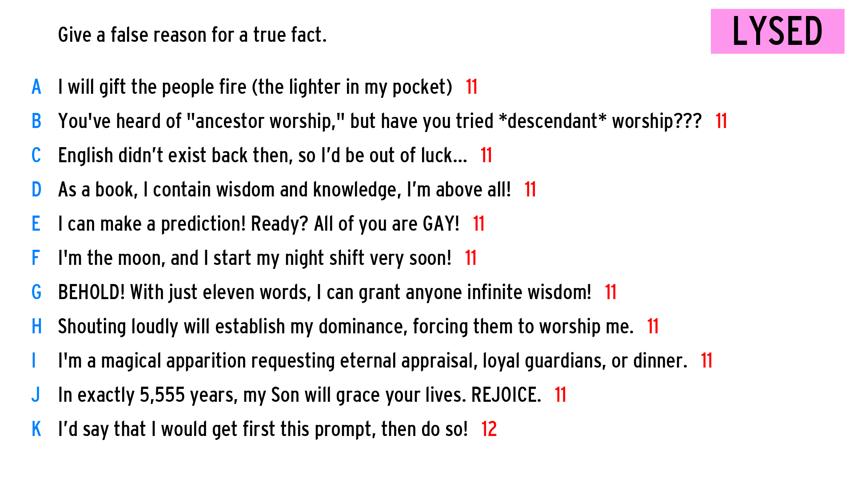 Give a false reason for a true fact.
LYSED
A I will gift the people fire (the lighter in my pocket) 11
B You've heard of "ancestor worship," but have you tried *descendant* worship??? 11
C English didn't exist back then, so I'd be out of luck... 11
D As a book, I contain wisdom and knowledge, I'm above all! 11
E I can make a prediction! Ready? All of you are GAY! 11
F I'm the moon, and I start my night shift very soon! 11
G BEHOLD! With just eleven words, I can grant anyone infinite wisdom! 11
H Shouting loudly will establish my dominance, forcing them to worship me. 11
I I'm a magical apparition requesting eternal appraisal, loyal guardians, or dinner. 11
J In exactly 5,555 years, my Son will grace your lives. REJOICE. 11
K I'd say that I would get first this prompt, then do so! 12